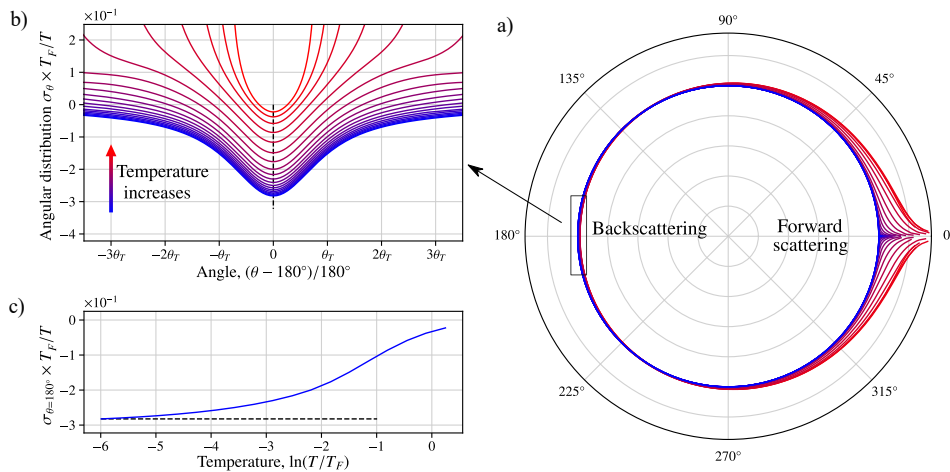 b)
×10⁻¹
Angular distribution σ_θ × T_F/T
2
1
0
−1
−2
−3
−4
Temperature
increases
−3θ_T
−2θ_T
−θ_T
0
θ_T
2θ_T
3θ_T
Angle, (θ − 180°)/180°
c)
×10⁻¹
σ_θ=180° × T_F/T
0
−1
−2
−3
−6
−5
−4
−3
−2
−1
0
Temperature, ln(T/T_F)
a)
90°
135°
45°
180°
Backscattering
Forward
scattering
0
225°
315°
270°